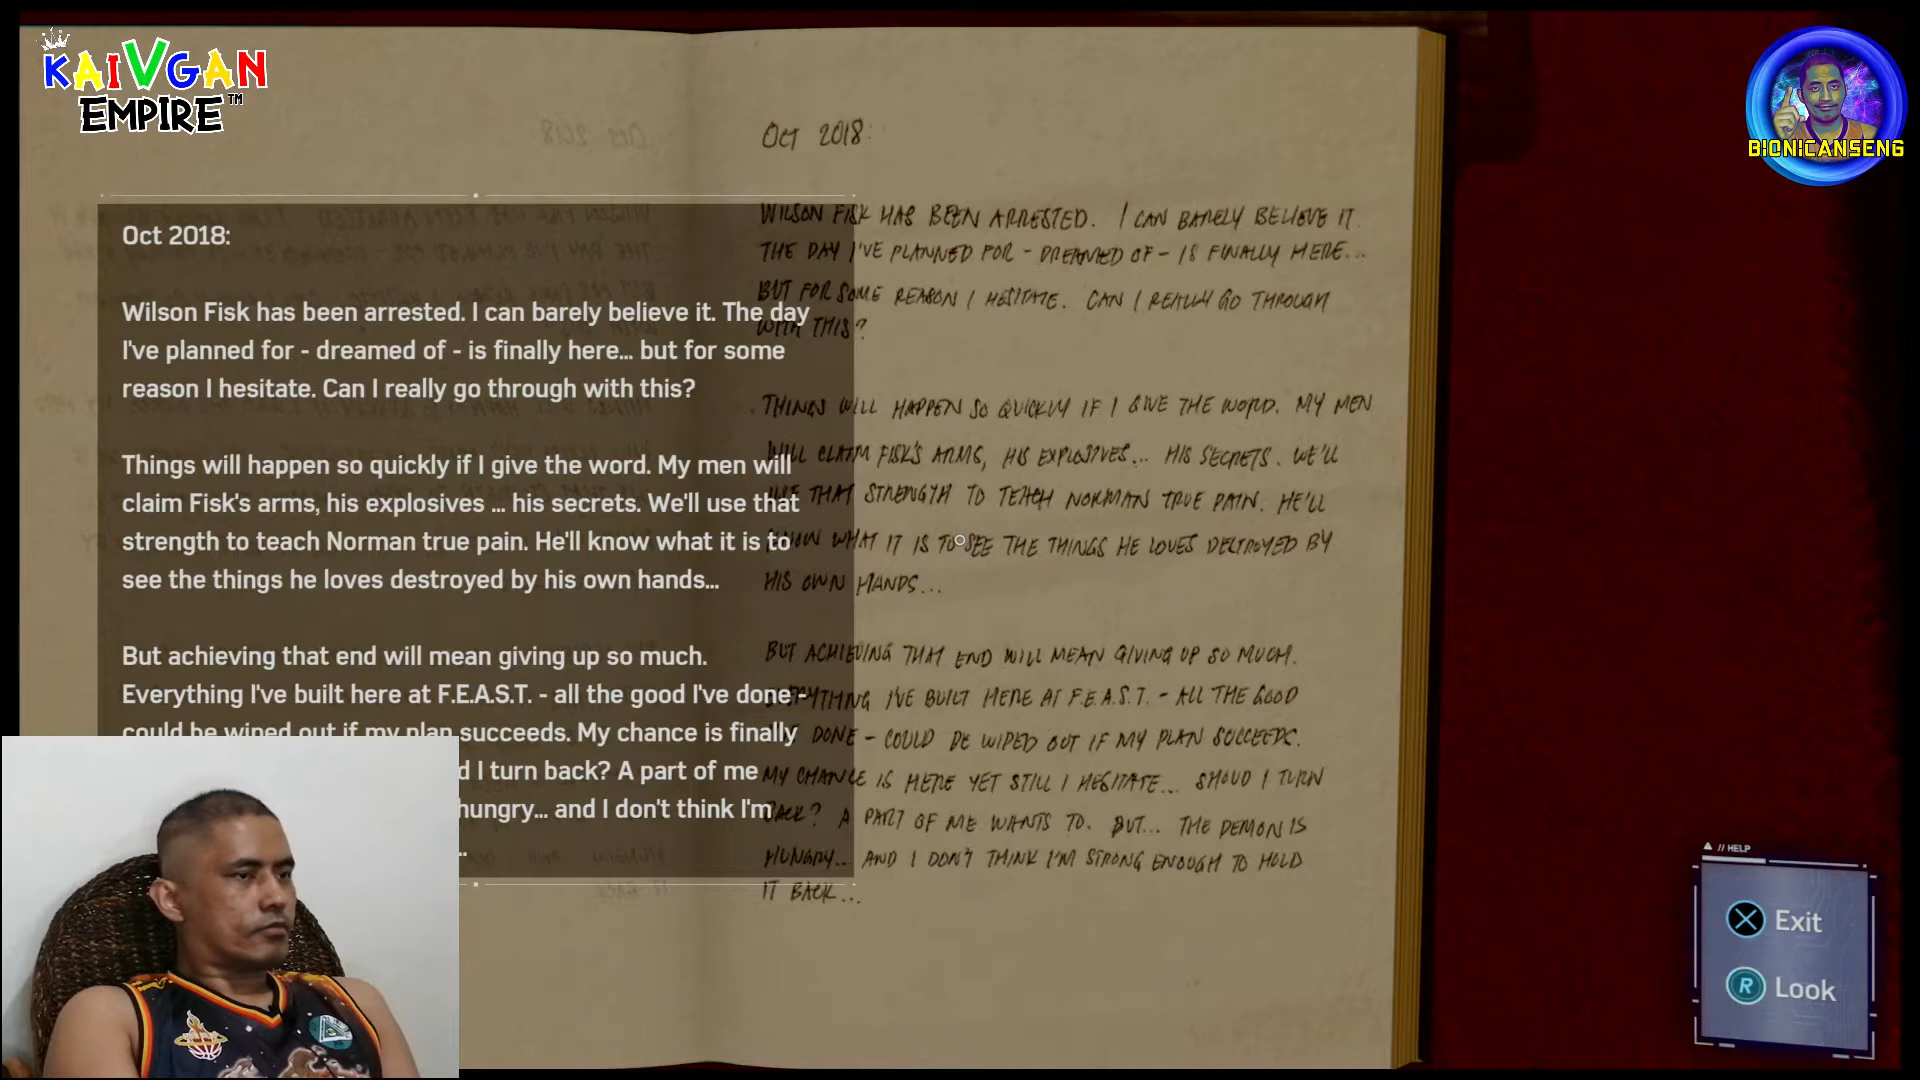 KAIVGAN
EMPIRE™
BIONICANSENG
Oct 2018:
Wilson Fisk has been arrested. I can barely believe it. The day
I've planned for - dreamed of - is finally here... but for some
reason I hesitate. Can I really go through with this?
Things will happen so quickly if I give the word. My men will
claim Fisk's arms, his explosives ... his secrets. We'll use that
strength to teach Norman true pain. He'll know what it is to
see the things he loves destroyed by his own hands...
But achieving that end will mean giving up so much.
Everything I've built here at F.E.A.S.T. - all the good I've done -
could be wiped out if my plan succeeds. My chance is finally
d I turn back? A part of me
hungry... and I don't think I'm
..
OCT 2018:
WILSON FISK HAS BEEN ARRESTED. I CAN BARELY BELIEVE IT.
THE DAY I'VE PLANNED FOR - DREAMED OF - IS FINALLY HERE...
BUT FOR SOME REASON I HESITATE. CAN I REALLY GO THROUGH
WITH THIS?
THINGS WILL HAPPEN SO QUICKLY IF I GIVE THE WORD. MY MEN
WILL CLAIM FISK'S ARMS, HIS EXPLOSIVES... HIS SECRETS. WE'LL
USE THAT STRENGTH TO TEACH NORMAN TRUE PAIN. HE'LL
KNOW WHAT IT IS TO SEE THE THINGS HE LOVES DESTROYED BY
HIS OWN HANDS...
BUT ACHIEVING THAT END WILL MEAN GIVING UP SO MUCH.
EVERYTHING I'VE BUILT HERE AT F.E.A.S.T. - ALL THE GOOD
I'VE DONE - COULD BE WIPED OUT IF MY PLAN SUCCEEDS.
MY CHANCE IS HERE YET STILL I HESITATE... SHOUD I TURN
BACK? A PART OF ME WANTS TO. BUT... THE DEMON IS
HUNGRY... AND I DON'T THINK I'M STRONG ENOUGH TO HOLD
IT BACK...
// HELP
Exit
R Look